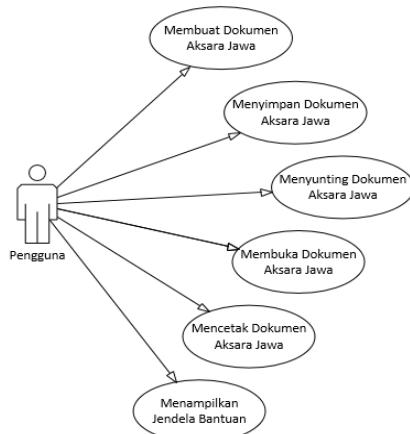 Membuat Dokumen
Aksara Jawa
Menyimpan Dokumen
Aksara Jawa
Menyunting Dokumen
Aksara Jawa
Pengguna
Membuka Dokumen
Aksara Jawa
Mencetak Dokumen
Aksara Jawa
Menampilkan
Jendela Bantuan